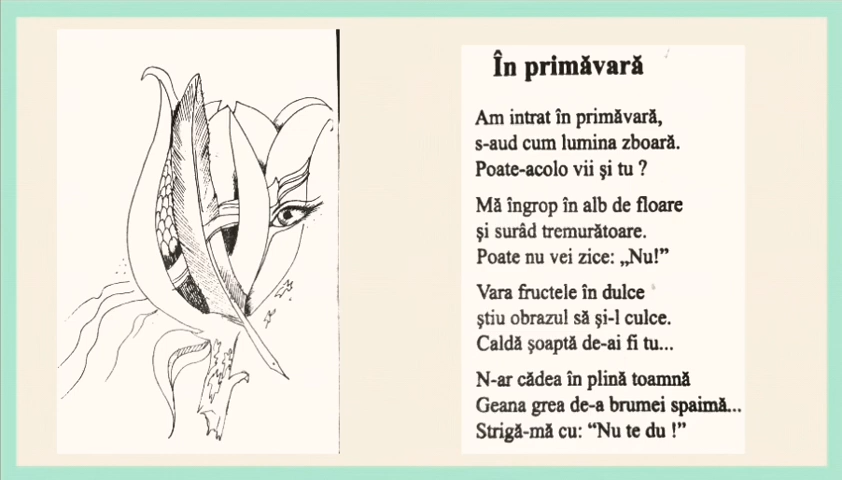 În primăvară
Am intrat în primăvară,
s-aud cum lumina zboară.
Poate-acolo vii şi tu ?
Mă îngrop în alb de floare
şi surâd tremurătoare.
Poate nu vei zice: „Nu!”
Vara fructele în dulce
ştiu obrazul să şi-l culce.
Caldă şoaptă de-ai fi tu...
N-ar cădea în plină toamnă
Geana grea de-a brumei spaimă...
Strigă-mă cu: “Nu te du !”